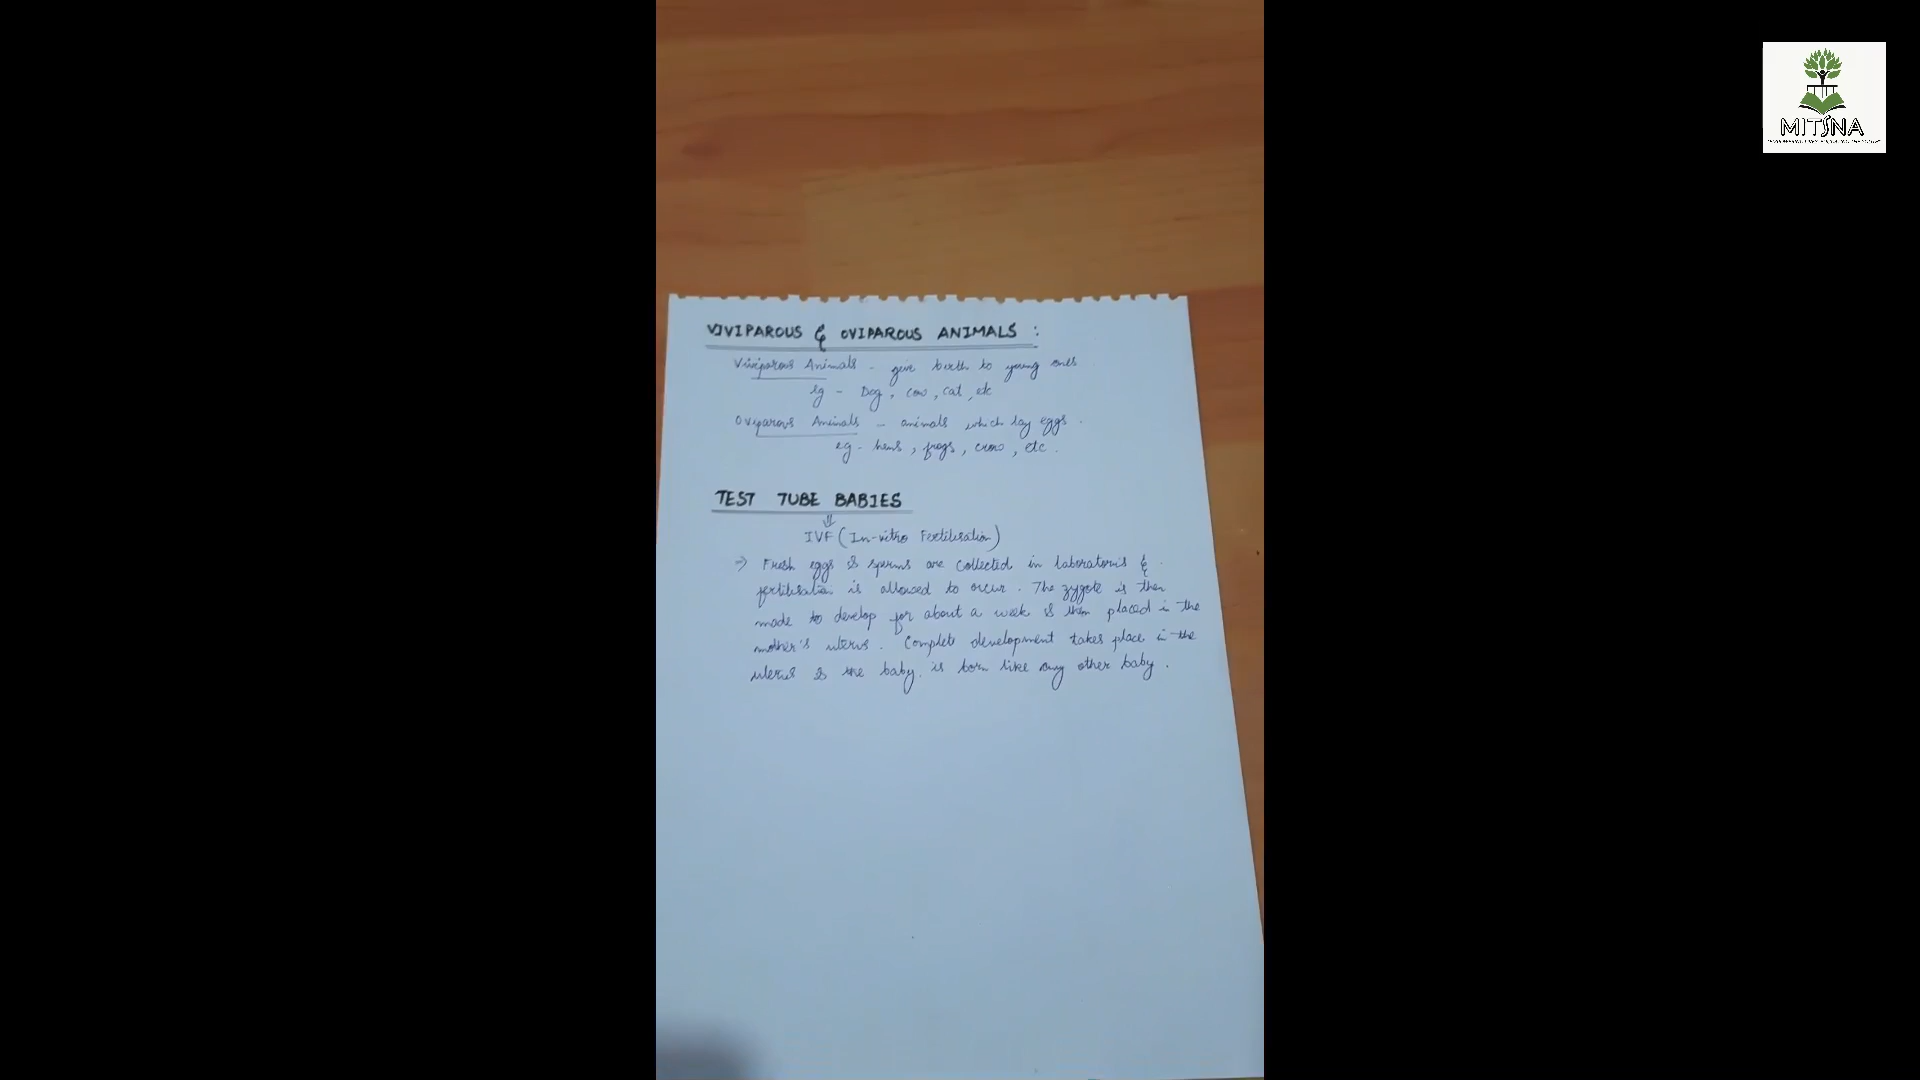 MITSNA
VIVIPAROUS & OVIPAROUS ANIMALS :
Viviparous Animals - give birth to young ones
eg - Dog, cow, cat, etc
Oviparous Animals - animals which lay eggs.
eg - hens, frogs, crow, etc.
TEST TUBE BABIES
⇓
IVF (In-vitro Fertilisation)
⇒ Fresh eggs & sperms are collected in laboratoris &
fertilisation is allowed to occur. The zygote is then
made to develop for about a week & then placed in the
mother's uterus. Complete development takes place in the
uterus & the baby is born like any other baby.